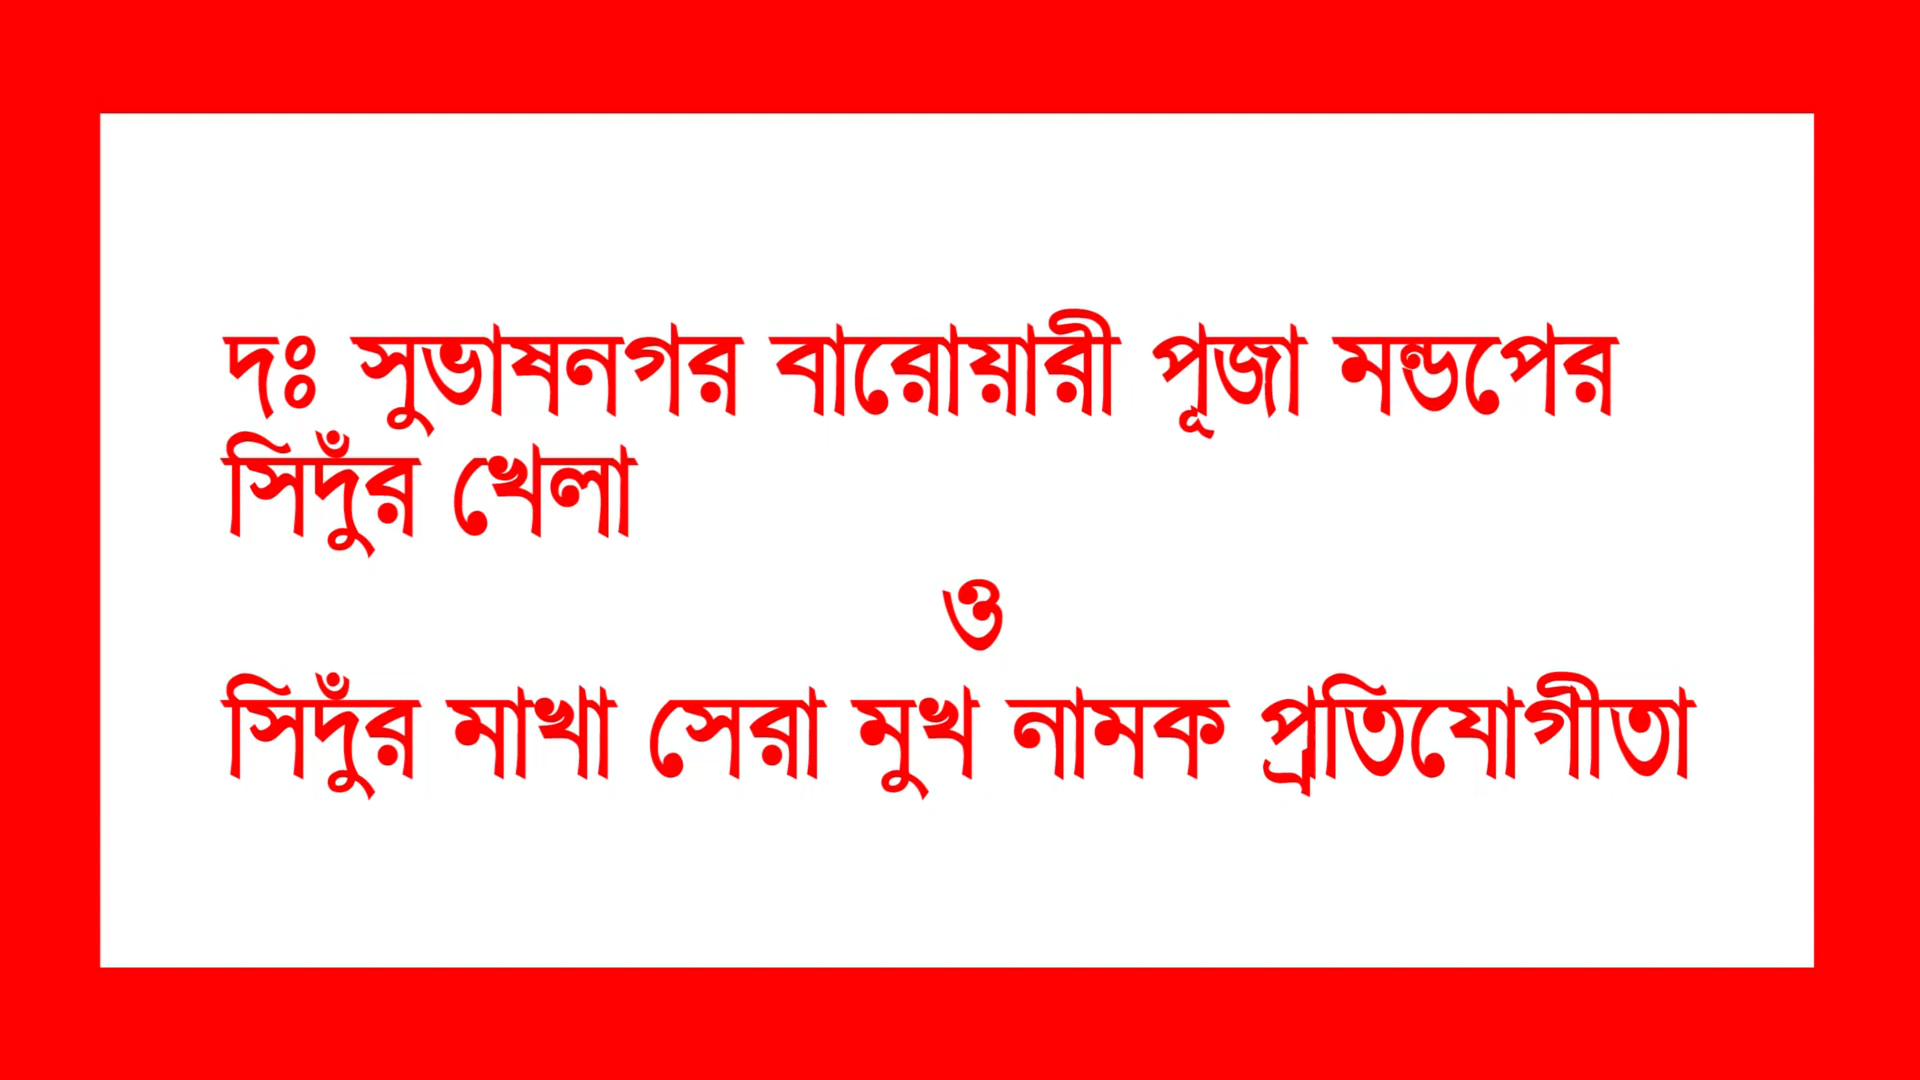 দঃ সুভাষনগর বারোয়ারী পূজা মন্ডপের
সিদুঁর খেলা
ও
সিদুঁর মাখা সেরা মুখ নামক প্রতিযোগীতা